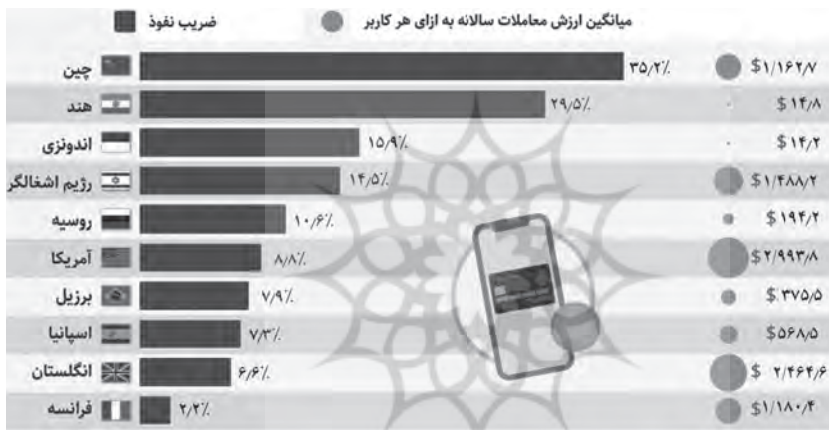 ضریب نفوذ میانگین ارزش معاملات سالانه به ازای هر کاربر
چین ۳۵٫۲٪ $۱/۱۶۲٫۷
هند ۲۹٫۵٪ $۱۴٫۸
اندونزی ۱۵٫۹٪ $۱۴٫۲
رژیم اشغالگر ۱۴٫۵٪ $۱/۴۸۸٫۲
روسیه ۱۰٫۶٪ $۱۹۴٫۲
آمریکا ۸٫۸٪ $۲/۹۹۳٫۸
برزیل ۷٫۹٪ $۳۷۵٫۵
اسپانیا ۷٫۳٪ $۵۶۸٫۵
انگلستان ۶٫۶٪ $۲/۴۶۴٫۶
فرانسه ۲٫۲٪ $۱/۱۸۰٫۴